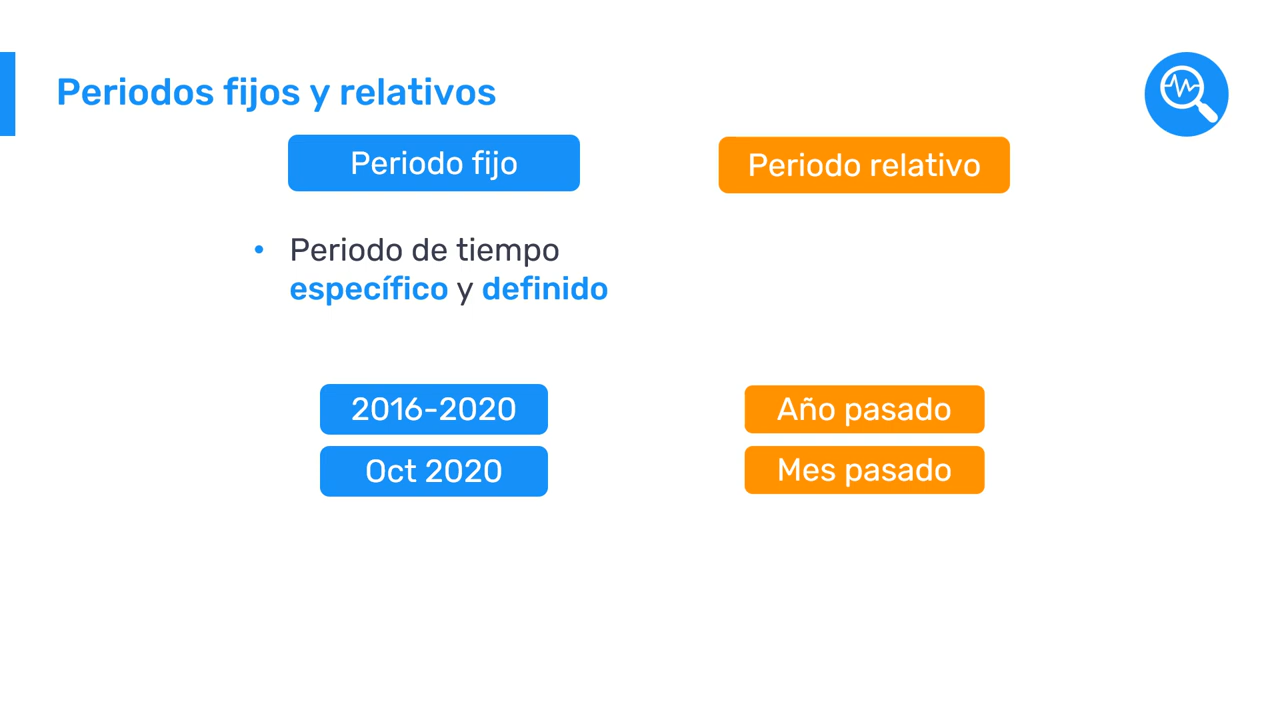 Periodos fijos y relativos
Periodo fijo
Periodo relativo
• Periodo de tiempo
específico y definido
2016-2020
Año pasado
Oct 2020
Mes pasado